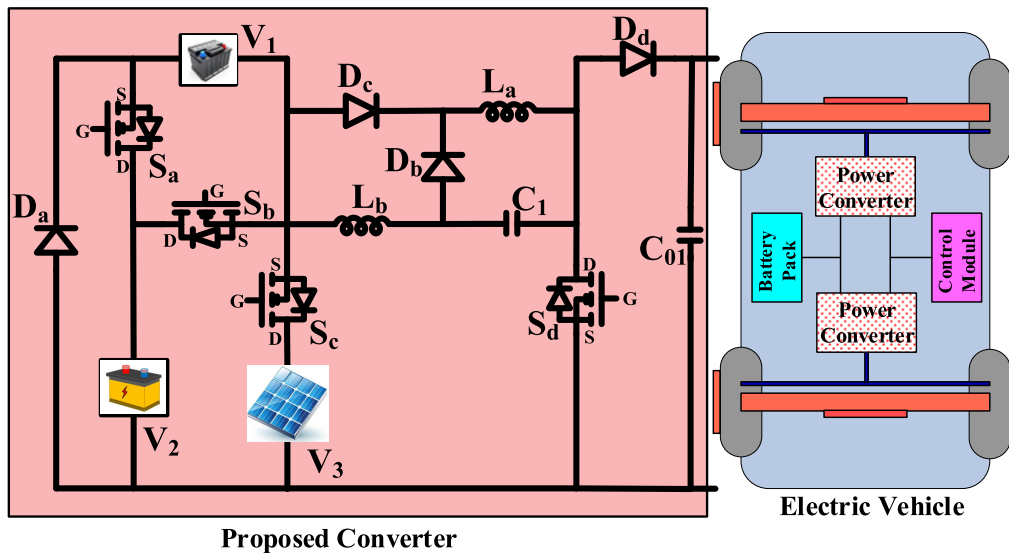 V1
Dd
S
G
D
Sa
Dc
La
Db
Da
G
Sb
D
S
Lb
C1
C01
S
G
D
Sc
D
G
Sd
S
V2
V3
Proposed Converter
Power
Converter
Battery
Pack
Control
Module
Power
Converter
Electric Vehicle